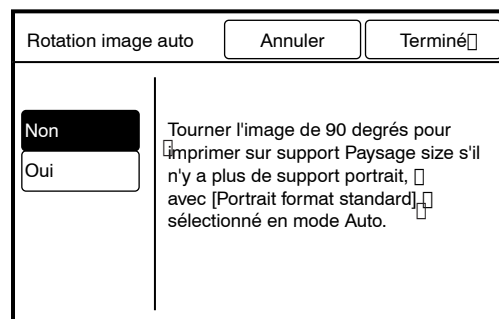 Rotation image auto
Annuler
Terminé
Non
Oui
Tourner l'image de 90 degrés pour
imprimer sur support Paysage size s'il
n'y a plus de support portrait,
avec [Portrait format standard]
sélectionné en mode Auto.